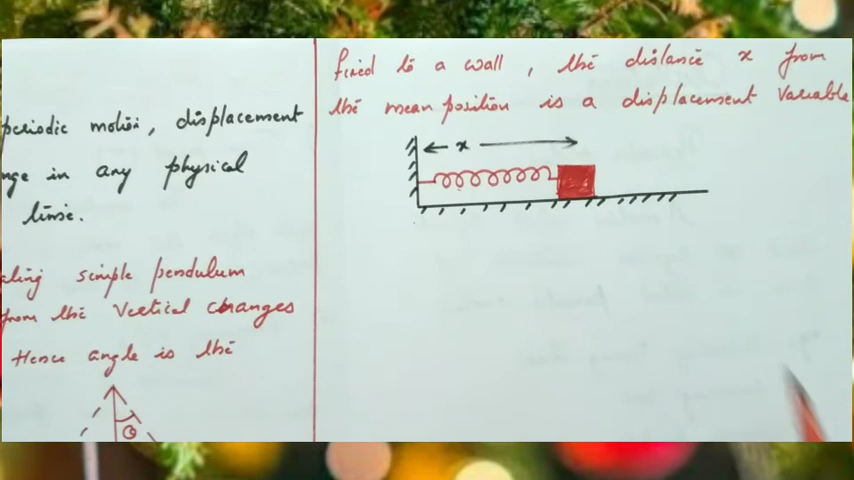 periodic motion, displacement
nge in any physical
time.
ating simple pendulum
from the vertical changes
Hence angle is the
θ
fixed to a wall, the distance x from
the mean position is a displacement variable
x